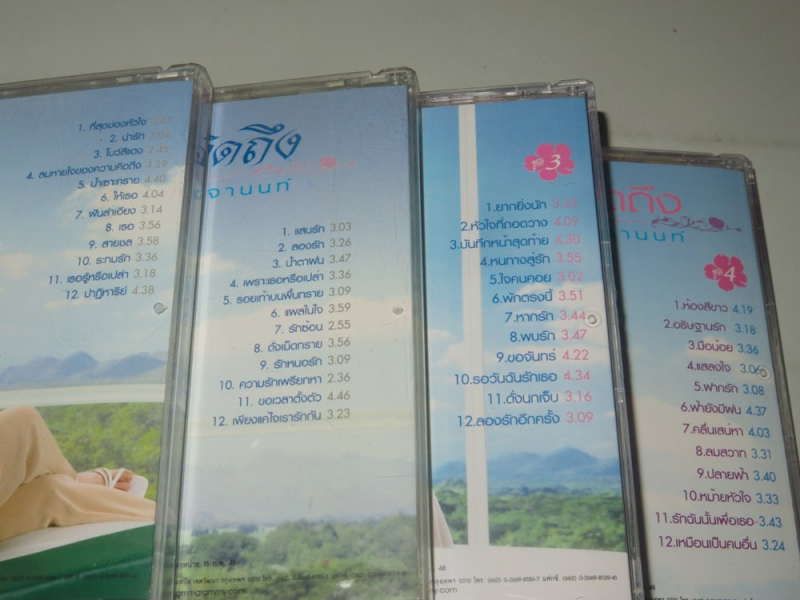 1. ที่สุดของหัวใจ
2. น่ารัก 3.04
3. โบว์สีแดง 2.45
4. ลมหายใจของความคิดถึง 4.29
5. น้ำเซาะทราย 4.40
6. ให้เธอ 4.04
7. ฟันลำเอียง 3.14
8. เธอ 3.56
9. สายชล 3.58
10. ระทมรัก 3.36
11. เธอรู้หรือเปล่า 3.18
12. ปาฏิหาริย์ 4.38
คิดถึง
จานนท์
1. แสนรัก 3.03
2. ลองรัก 3.26
3. น้ำตาฝน 3.47
4. เพราะเธอหรือเปล่า 3.36
5. รอยเท้าบนพื้นทราย 3.09
6. แผลในใจ 3.59
7. รักซ้อน 2.55
8. ดั่งเม็ดทราย 3.56
9. รักหนอรัก 3.09
10. ความรักเพรียกหา 2.36
11. ขอเวลาตั้งตัว 4.46
12. เพียงแค่ใจเรารักกัน 3.23
ชุด 3
1.ยากยิ่งนัก 3.33
2.หัวใจที่ถอดวาง 4.09
3.บันทึกหน้าสุดท้าย 4.30
4.หนทางสู่รัก 3.55
5.ใจคนคอย 3.02
6.พักตรงนี้ 3.51
7.หากรัก 3.44
8.พบรัก 3.47
9.ขอจันทร์ 4.22
10.รอวันฉันรักเธอ 4.34
11.ดั่งนกเจ็บ 3.16
12.ลองรักอีกครั้ง 3.09
ดถึง
านนท์
ชุด 4
1.ห้องสีขาว 4.19
2.อธิษฐานรัก 3.18
3.มือน้อย 3.36
4.แสลงใจ 3.06
5.ฝากรัก 3.08
6.ฟ้ายังมีฝน 4.37
7.คลื่นเสน่หา 4.03
8.ลมสวาท 3.31
9.ปลายฟ้า 3.40
10.หม้ายหัวใจ 3.33
11.รักฉันนั้นเพื่อเธอ 3.43
12.เหมือนเป็นคนอื่น 3.24